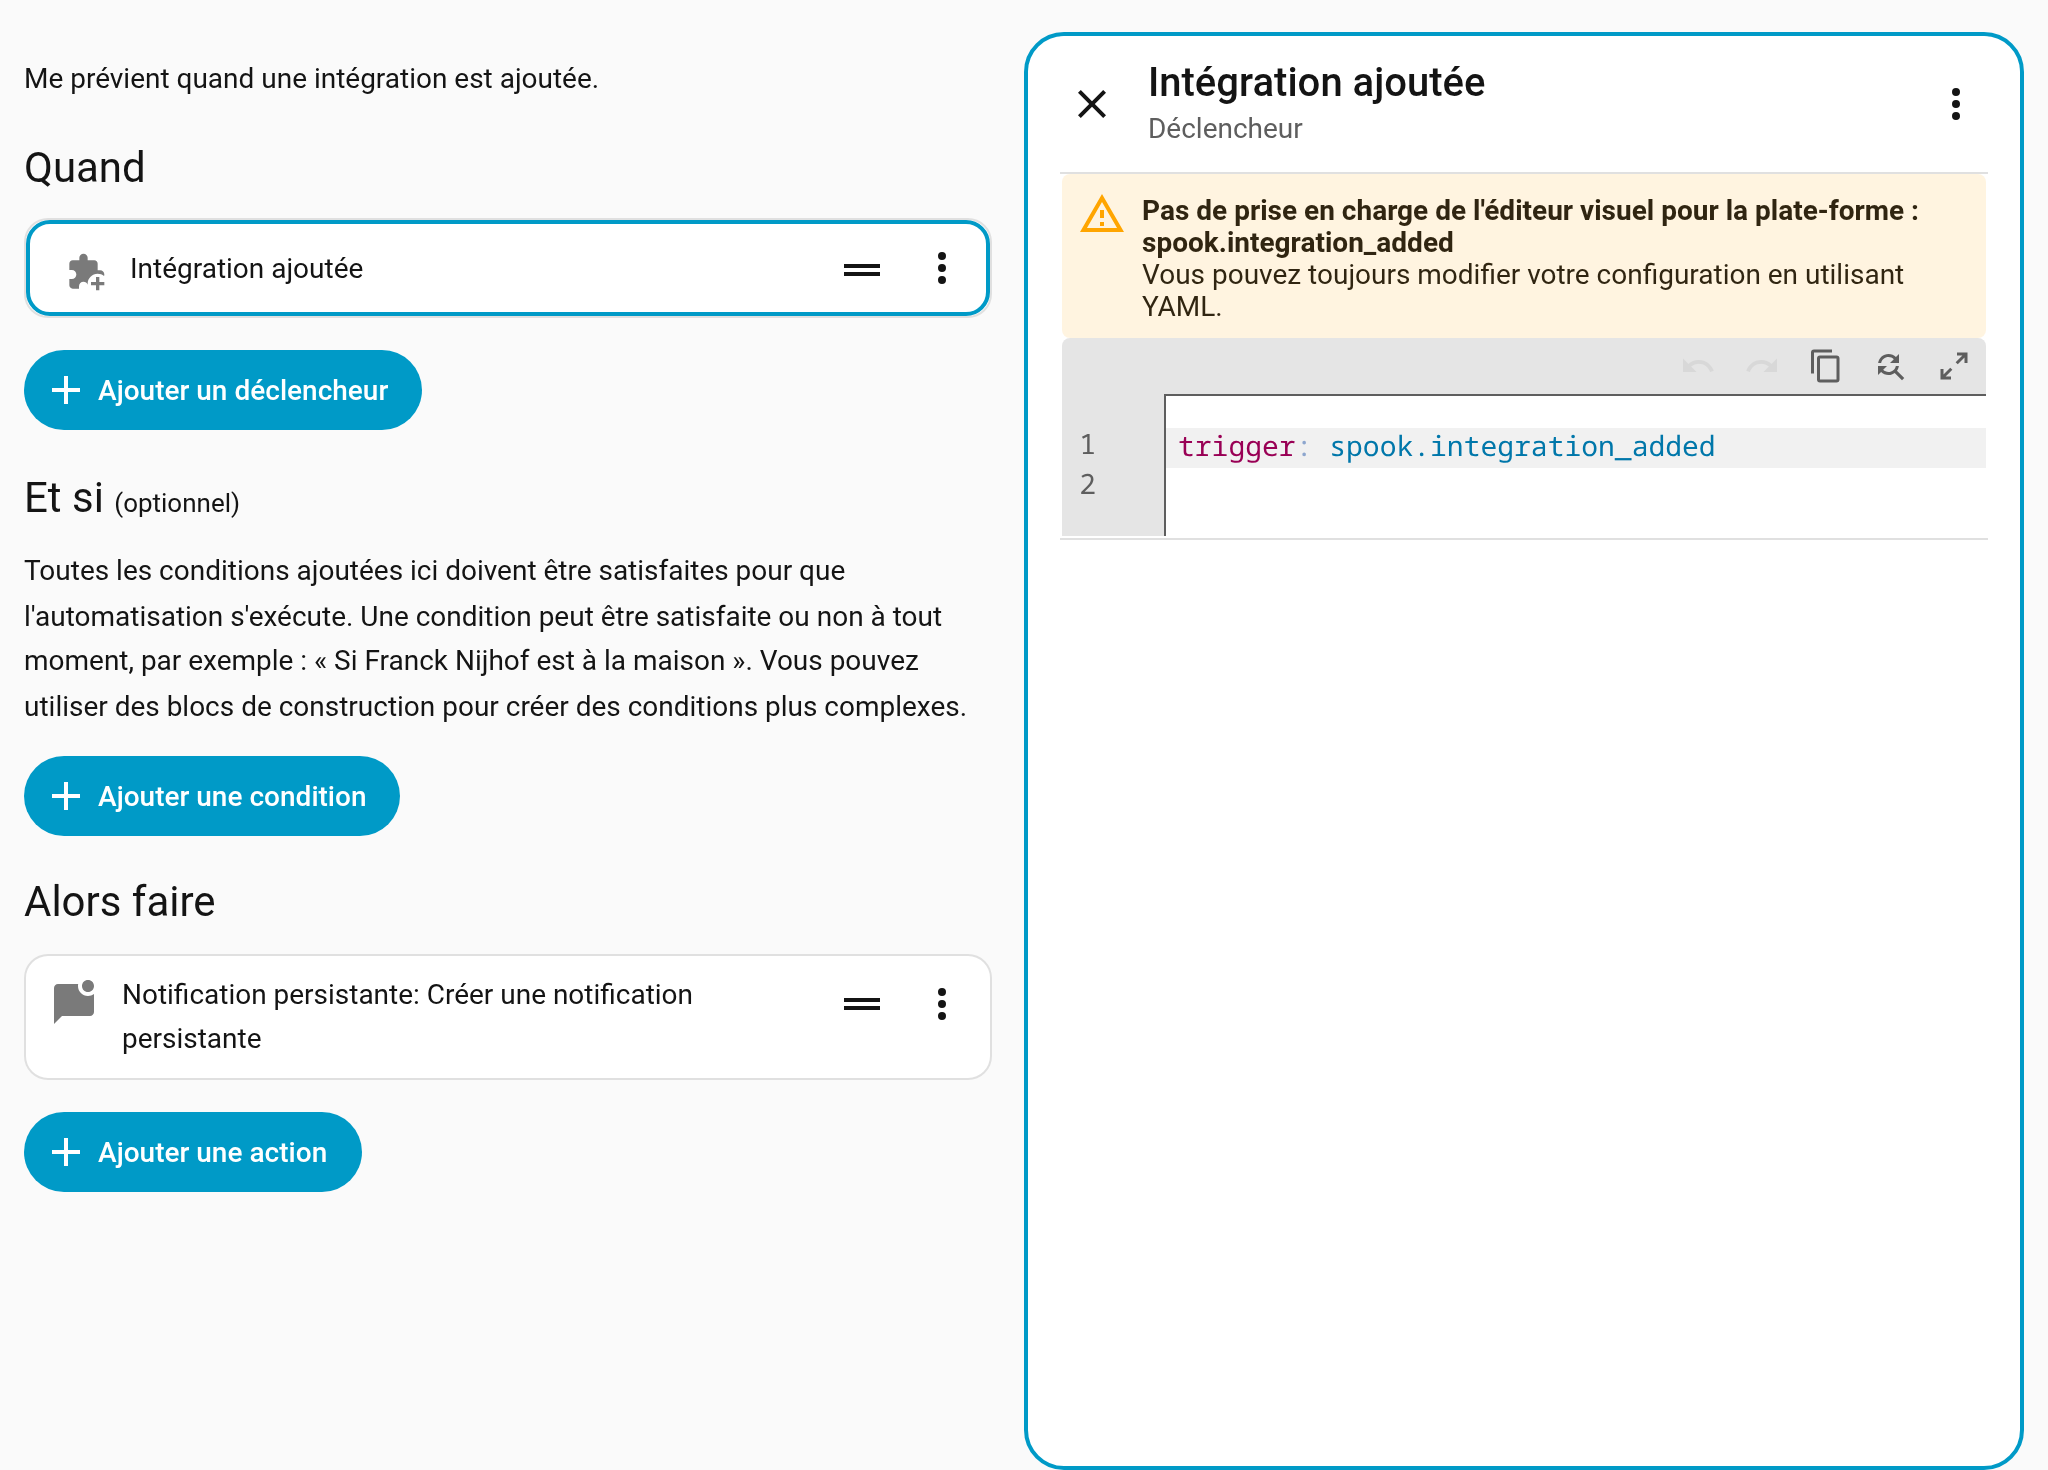 Me prévient quand une intégration est ajoutée.
Quand
Intégration ajoutée
Ajouter un déclencheur
Et si (optionnel)
Toutes les conditions ajoutées ici doivent être satisfaites pour que
l'automatisation s'exécute. Une condition peut être satisfaite ou non à tout
moment, par exemple : « Si Franck Nijhof est à la maison ». Vous pouvez
utiliser des blocs de construction pour créer des conditions plus complexes.
Ajouter une condition
Alors faire
Notification persistante: Créer une notification
persistante
Ajouter une action
Intégration ajoutée
Déclencheur
Pas de prise en charge de l'éditeur visuel pour la plate-forme :
spook.integration_added
Vous pouvez toujours modifier votre configuration en utilisant
YAML.
1 trigger: spook.integration_added
2